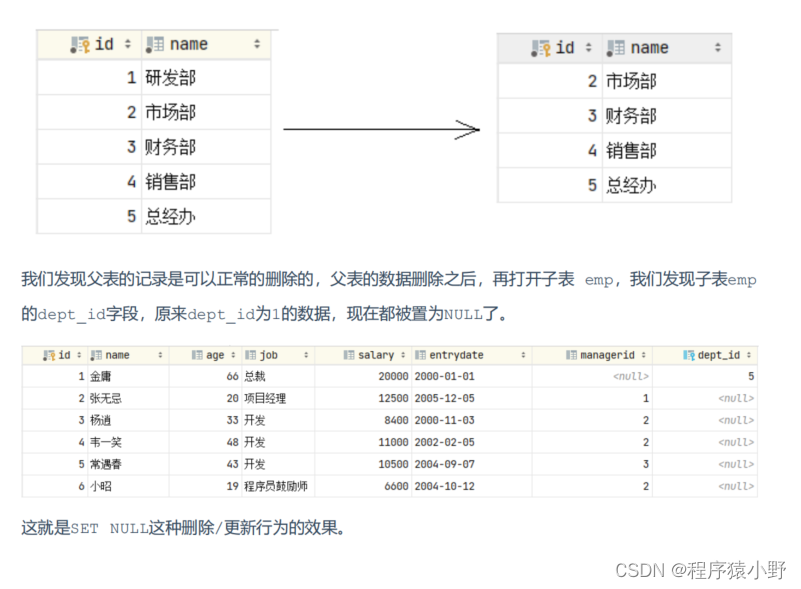 id name
1 研发部
2 市场部
3 财务部
4 销售部
5 总经办
id name
2 市场部
3 财务部
4 销售部
5 总经办
我们发现父表的记录是可以正常的删除的，父表的数据删除之后，再打开子表 emp，我们发现子表emp
的dept_id字段，原来dept_id为1的数据，现在都被置为NULL了。
id name age job salary entrydate managerid dept_id
1 金庸 66 总裁 20000 2000-01-01 <null> 5
2 张无忌 20 项目经理 12500 2005-12-05 1 <null>
3 杨逍 33 开发 8400 2000-11-03 2 <null>
4 韦一笑 48 开发 11000 2002-02-05 2 <null>
5 常遇春 43 开发 10500 2004-09-07 3 <null>
6 小昭 19 程序员鼓励师 6600 2004-10-12 2 <null>
这就是SET NULL这种删除/更新行为的效果。
CSDN @程序猿小野